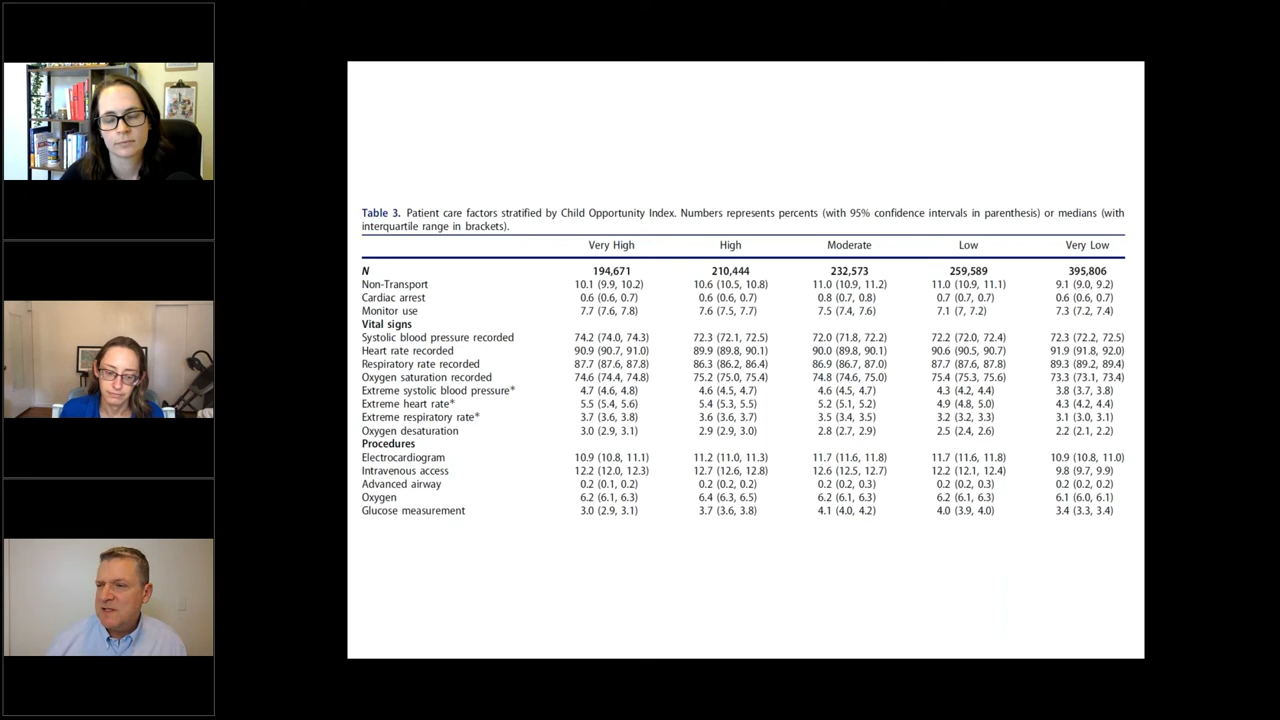 Table 3. Patient care factors stratified by Child Opportunity Index. Numbers represents percents (with 95% confidence intervals in parenthesis) or medians (with
interquartile range in brackets).
Very High High Moderate Low Very Low
N 194,671 210,444 232,573 259,589 395,806
Non-Transport 10.1 (9.9, 10.2) 10.6 (10.5, 10.8) 11.0 (10.9, 11.2) 11.0 (10.9, 11.1) 9.1 (9.0, 9.2)
Cardiac arrest 0.6 (0.6, 0.7) 0.6 (0.6, 0.7) 0.8 (0.7, 0.8) 0.7 (0.7, 0.7) 0.6 (0.6, 0.7)
Monitor use 7.7 (7.6, 7.8) 7.6 (7.5, 7.7) 7.5 (7.4, 7.6) 7.1 (7, 7.2) 7.3 (7.2, 7.4)
Vital signs
Systolic blood pressure recorded 74.2 (74.0, 74.3) 72.3 (72.1, 72.5) 72.0 (71.8, 72.2) 72.2 (72.0, 72.4) 72.3 (72.2, 72.5)
Heart rate recorded 90.9 (90.7, 91.0) 89.9 (89.8, 90.1) 90.0 (89.8, 90.1) 90.6 (90.5, 90.7) 91.9 (91.8, 92.0)
Respiratory rate recorded 87.7 (87.6, 87.8) 86.3 (86.2, 86.4) 86.9 (86.7, 87.0) 87.7 (87.6, 87.8) 89.3 (89.2, 89.4)
Oxygen saturation recorded 74.6 (74.4, 74.8) 75.2 (75.0, 75.4) 74.8 (74.6, 75.0) 75.4 (75.3, 75.6) 73.3 (73.1, 73.4)
Extreme systolic blood pressure* 4.7 (4.6, 4.8) 4.6 (4.5, 4.7) 4.6 (4.5, 4.7) 4.3 (4.2, 4.4) 3.8 (3.7, 3.8)
Extreme heart rate* 5.5 (5.4, 5.6) 5.4 (5.3, 5.5) 5.2 (5.1, 5.2) 4.9 (4.8, 5.0) 4.3 (4.2, 4.4)
Extreme respiratory rate* 3.7 (3.6, 3.8) 3.6 (3.6, 3.7) 3.5 (3.4, 3.5) 3.2 (3.2, 3.3) 3.1 (3.0, 3.1)
Oxygen desaturation 3.0 (2.9, 3.1) 2.9 (2.9, 3.0) 2.8 (2.7, 2.9) 2.5 (2.4, 2.6) 2.2 (2.1, 2.2)
Procedures
Electrocardiogram 10.9 (10.8, 11.1) 11.2 (11.0, 11.3) 11.7 (11.6, 11.8) 11.7 (11.6, 11.8) 10.9 (10.8, 11.0)
Intravenous access 12.2 (12.0, 12.3) 12.7 (12.6, 12.8) 12.6 (12.5, 12.7) 12.2 (12.1, 12.4) 9.8 (9.7, 9.9)
Advanced airway 0.2 (0.1, 0.2) 0.2 (0.2, 0.2) 0.2 (0.2, 0.3) 0.2 (0.2, 0.3) 0.2 (0.2, 0.2)
Oxygen 6.2 (6.1, 6.3) 6.4 (6.3, 6.5) 6.2 (6.1, 6.3) 6.2 (6.1, 6.3) 6.1 (6.0, 6.1)
Glucose measurement 3.0 (2.9, 3.1) 3.7 (3.6, 3.8) 4.1 (4.0, 4.2) 4.0 (3.9, 4.0) 3.4 (3.3, 3.4)